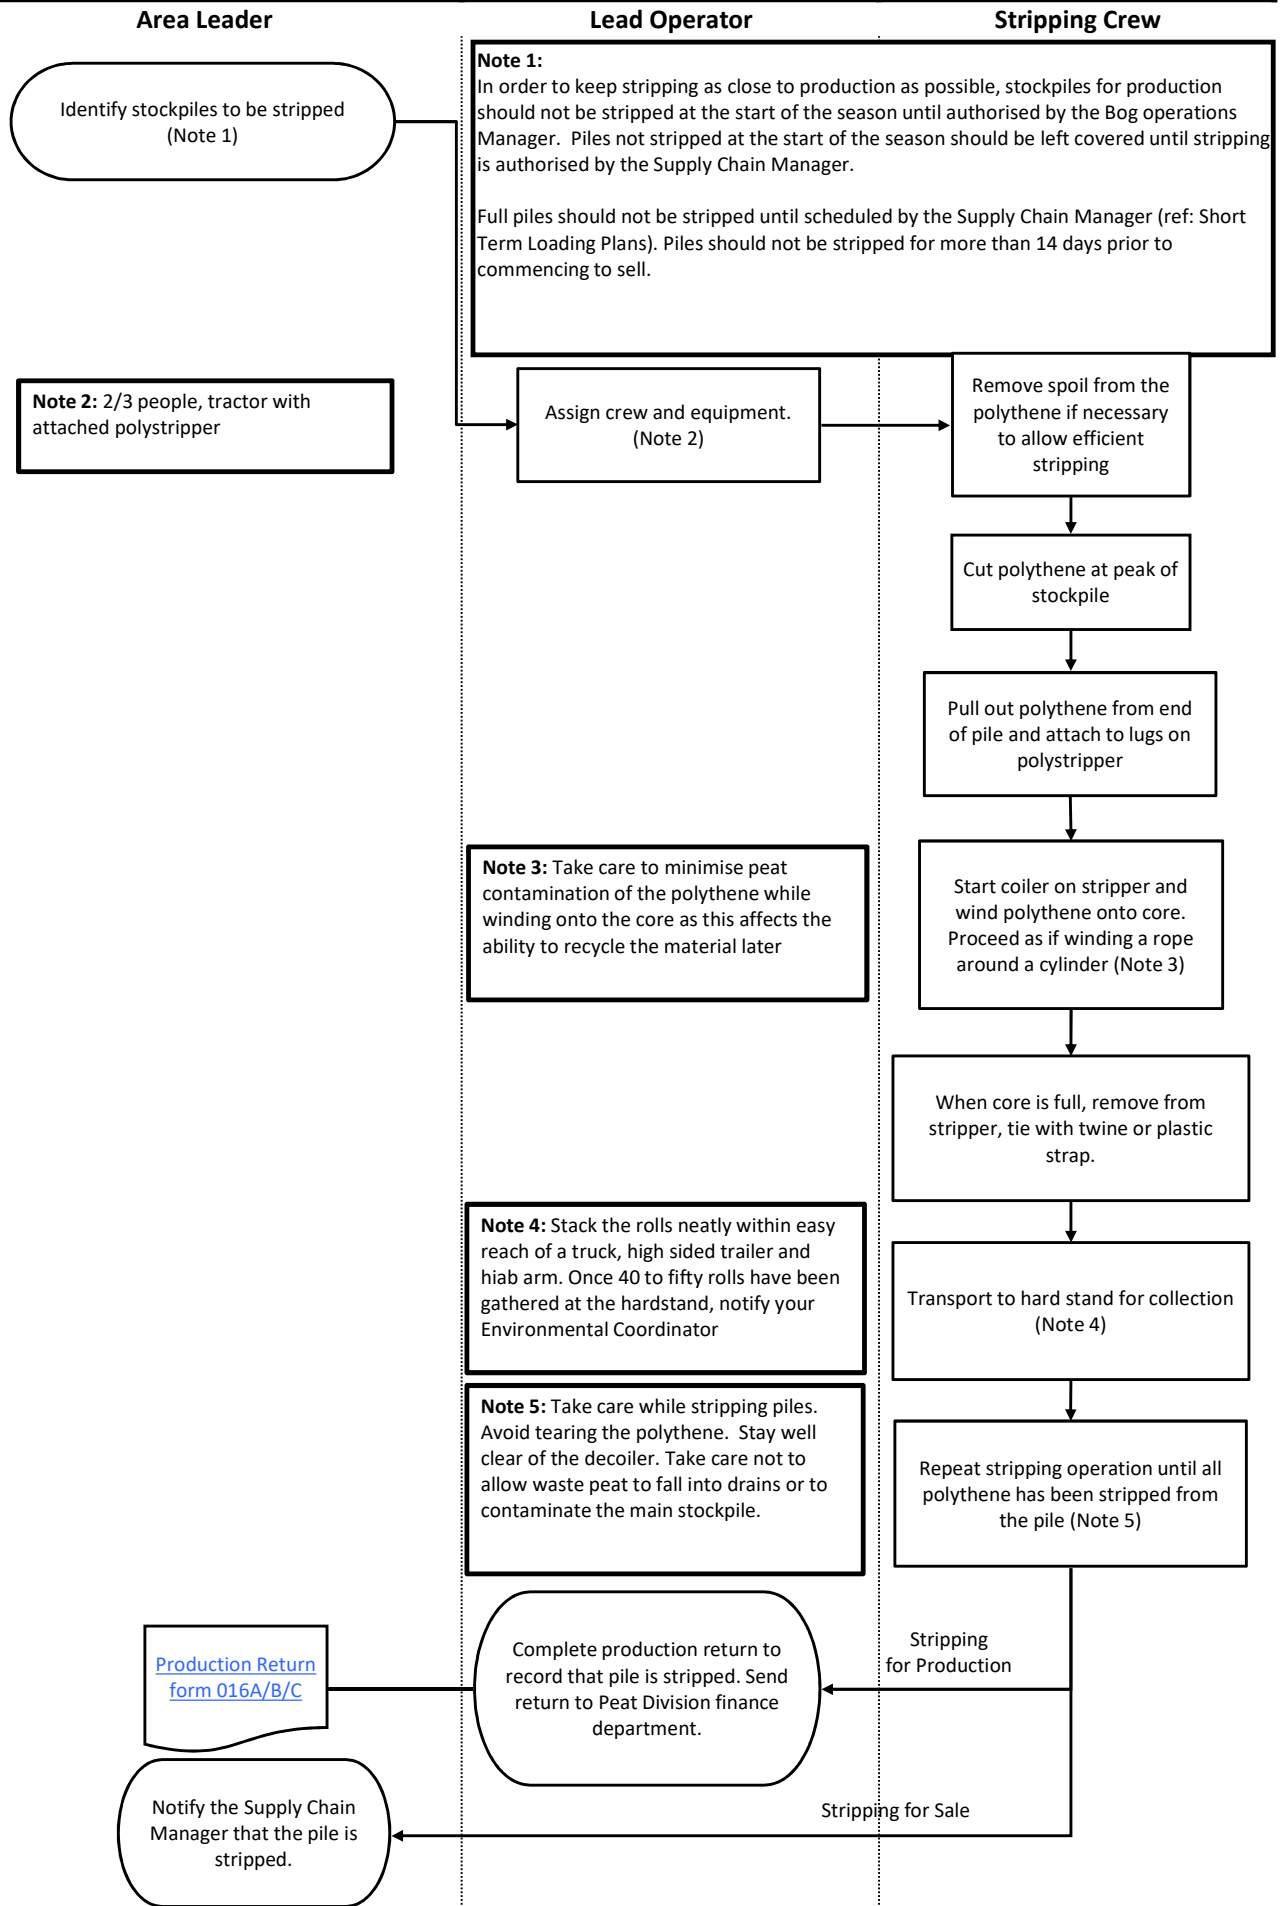 Area Leader
Lead Operator
Stripping Crew
Identify stockpiles to be stripped
(Note 1)
Note 1:
In order to keep stripping as close to production as possible, stockpiles for production
should not be stripped at the start of the season until authorised by the Bog operations
Manager.  Piles not stripped at the start of the season should be left covered until stripping
is authorised by the Supply Chain Manager.
Full piles should not be stripped until scheduled by the Supply Chain Manager (ref: Short
Term Loading Plans). Piles should not be stripped for more than 14 days prior to
commencing to sell.
Note 2: 2/3 people, tractor with
attached polystripper
Assign crew and equipment.
(Note 2)
Remove spoil from the
polythene if necessary
to allow efficient
stripping
Cut polythene at peak of
stockpile
Pull out polythene from end
of pile and attach to lugs on
polystripper
Note 3: Take care to minimise peat
contamination of the polythene while
winding onto the core as this affects the
ability to recycle the material later
Start coiler on stripper and
wind polythene onto core.
Proceed as if winding a rope
around a cylinder (Note 3)
When core is full, remove from
stripper, tie with twine or plastic
strap.
Note 4: Stack the rolls neatly within easy
reach of a truck, high sided trailer and
hiab arm. Once 40 to fifty rolls have been
gathered at the hardstand, notify your
Environmental Coordinator
Transport to hard stand for collection
(Note 4)
Note 5: Take care while stripping piles.
Avoid tearing the polythene.  Stay well
clear of the decoiler. Take care not to
allow waste peat to fall into drains or to
contaminate the main stockpile.
Repeat stripping operation until all
polythene has been stripped from
the pile (Note 5)
Production Return
form 016A/B/C
Complete production return to
record that pile is stripped. Send
return to Peat Division finance
department.
Stripping
for Production
Notify the Supply Chain
Manager that the pile is
stripped.
Stripping for Sale